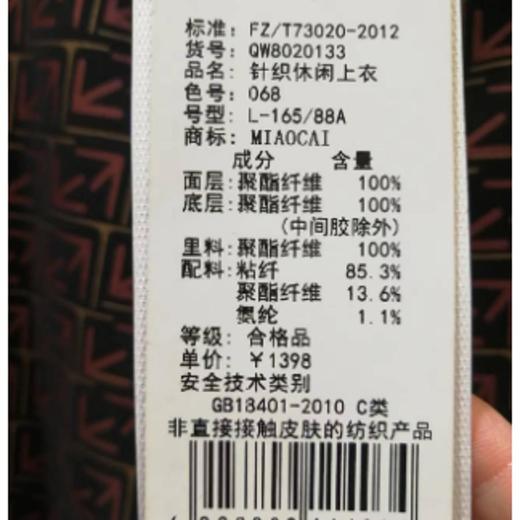 标准: FZ/T73020-2012
货号: QW8020133
品名: 针织休闲上衣
色号: 068
号型: L-165/88A
商标: MIAOCAI
成分 含量
面层: 聚酯纤维 100%
底层: 聚酯纤维 100%
(中间胶除外)
里料: 聚酯纤维 100%
配料: 粘纤 85.3%
聚酯纤维 13.6%
氨纶 1.1%
等级: 合格品
单价: ¥1398
安全技术类别
GB18401-2010 C类
非直接接触皮肤的纺织产品